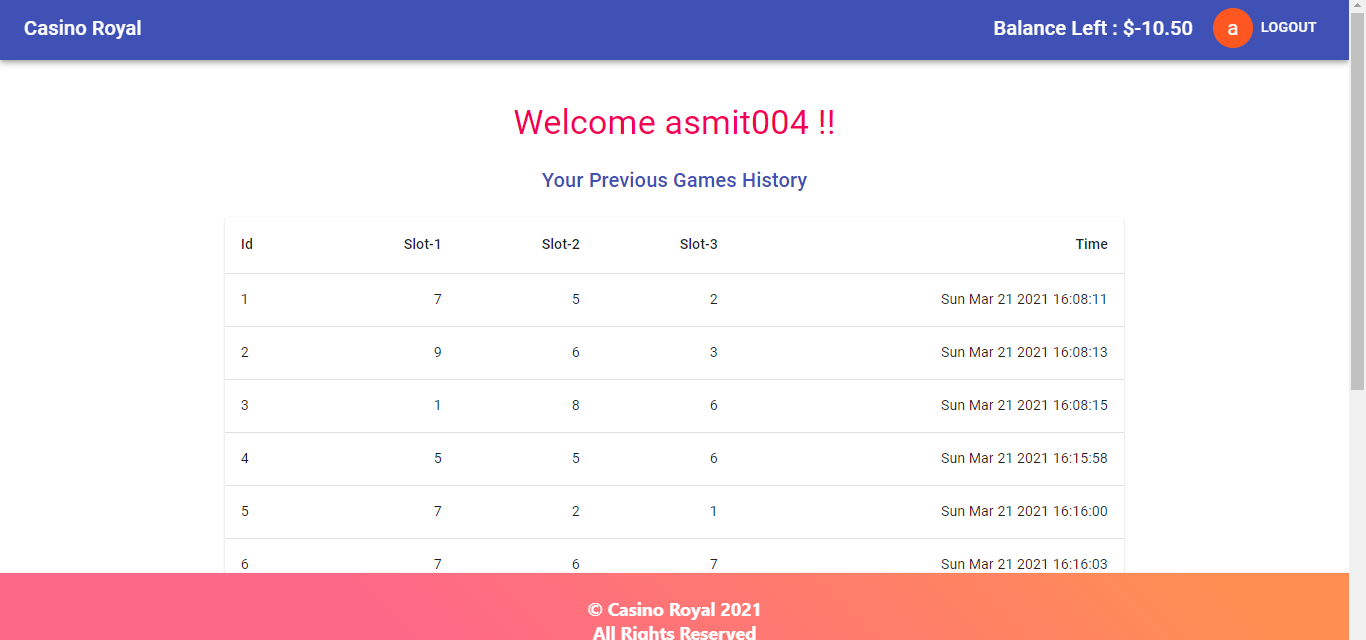 Casino Royal Balance Left : $-10.50 a LOGOUT
Welcome asmit004 !!
Your Previous Games History
Id Slot-1 Slot-2 Slot-3 Time
1 7 5 2 Sun Mar 21 2021 16:08:11
2 9 6 3 Sun Mar 21 2021 16:08:13
3 1 8 6 Sun Mar 21 2021 16:08:15
4 5 5 6 Sun Mar 21 2021 16:15:58
5 7 2 1 Sun Mar 21 2021 16:16:00
6 7 6 7 Sun Mar 21 2021 16:16:03
© Casino Royal 2021
All Rights Reserved